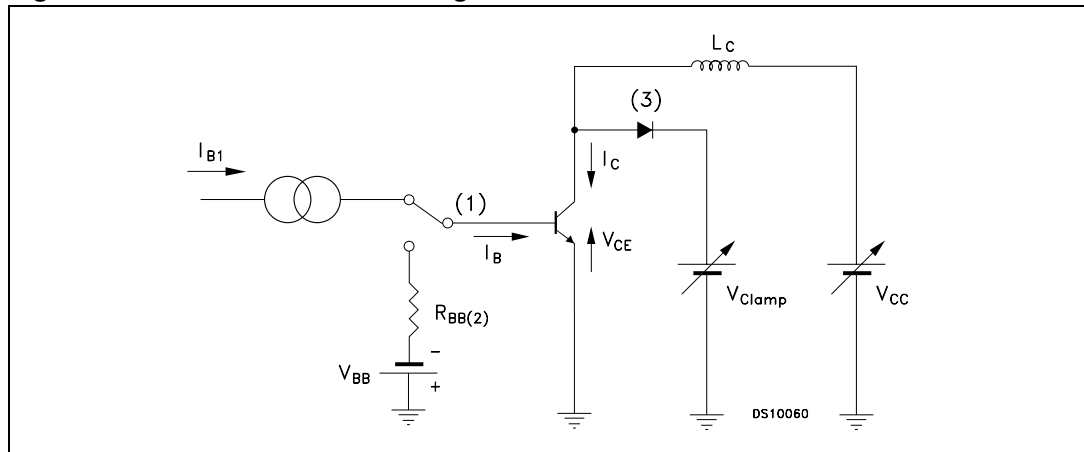 L_C
(3)
I_B1
I_C
(1)
I_B
V_CE
R_BB(2)
V_Clamp
V_CC
V_BB
-
+
DS10060